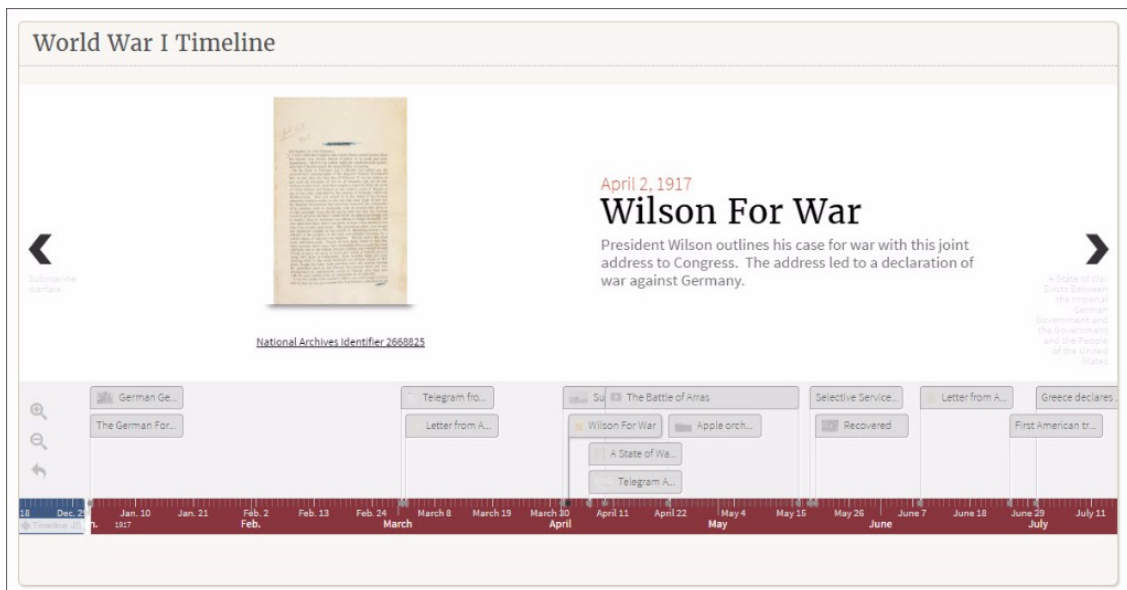 World War I Timeline
April 2, 1917
Wilson For War
President Wilson outlines his case for war with this joint
address to Congress. The address led to a declaration of
war against Germany.
Submarine
warfare
A State of War
Exists Between
the Imperial
German
Government and
the Government
and the People
of the United
States
National Archives Identifier 2668825
German Ge...
Telegram fro...
Su
The Battle of Arras
Selective Service...
Letter from A...
Greece declares ...
The German For...
Letter from A...
Wilson For War
Apple orch...
Recovered
First American tr...
A State of Wa...
Telegram A...
18 Dec. 29 Jan. 10 Jan. 21 Feb. 2 Feb. 13 Feb. 24 March 8 March 19 March 30 April 11 April 22 May 4 May 15 May 26 June 7 June 18 June 29 July 11
Timeline JS n. 1917 Feb. March April May June July